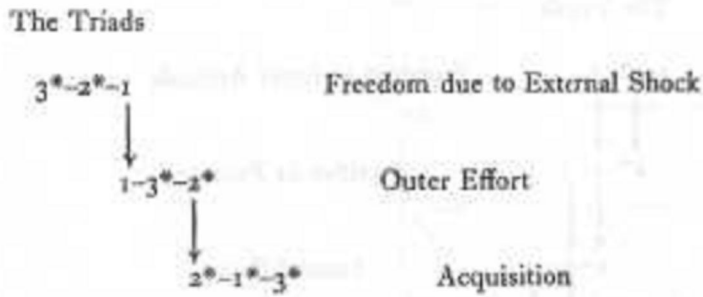 The Triads
3*-2*-1 Freedom due to External Shock
1-3*-2* Outer Effort
2*-1*-3* Acquisition